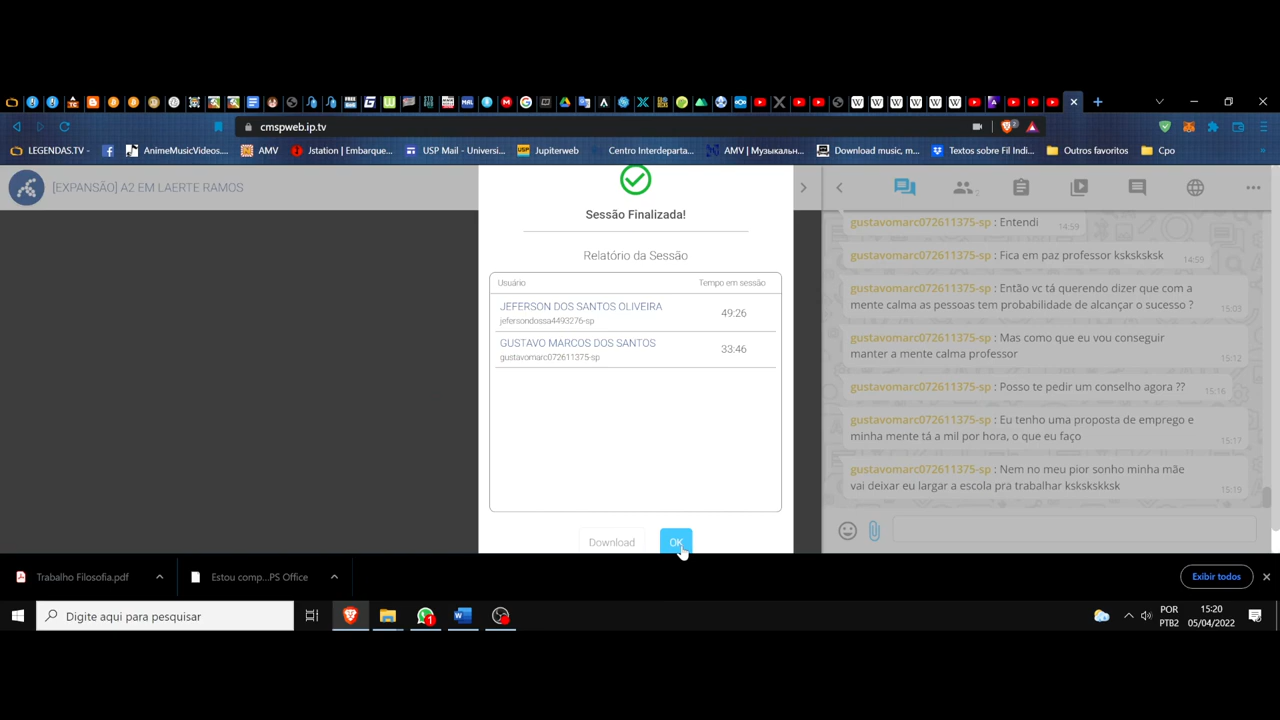 cmspweb.ip.tv
2
LEGENDAS.TV -
AnimeMusicVideos....
AMV
Jstation | Embarque...
USP Mail - Universi...
Jupiterweb
Centro Interdeparta...
AMV | Музыкальн...
Download music, m...
Textos sobre Fil Indi...
Outros favoritos
Cpo
[EXPANSÃO] A2 EM LAERTE RAMOS
Sessão Finalizada!
Relatório da Sessão
Usuário Tempo em sessão
JEFERSON DOS SANTOS OLIVEIRA
jefersondossa4493276-sp
49:26
GUSTAVO MARCOS DOS SANTOS
gustavomarc072611375-sp
33:46
Download
OK
gustavomarc072611375-sp : Entendi
14:59
gustavomarc072611375-sp : Fica em paz professor ksksksksk
14:59
gustavomarc072611375-sp : Então vc tá querendo dizer que com a
mente calma as pessoas tem probabilidade de alcançar o sucesso ?
15:03
gustavomarc072611375-sp : Mas como que eu vou conseguir
manter a mente calma professor
15:12
gustavomarc072611375-sp : Posso te pedir um conselho agora ??
15:16
gustavomarc072611375-sp : Eu tenho uma proposta de emprego e
minha mente tá a mil por hora, o que eu faço
15:17
gustavomarc072611375-sp : Nem no meu pior sonho minha mãe
vai deixar eu largar a escola pra trabalhar kskskskksk
15:19
Trabalho Filosofia.pdf
Estou comp...PS Office
Exibir todos
Digite aqui para pesquisar
1
POR
PTB2
15:20
05/04/2022